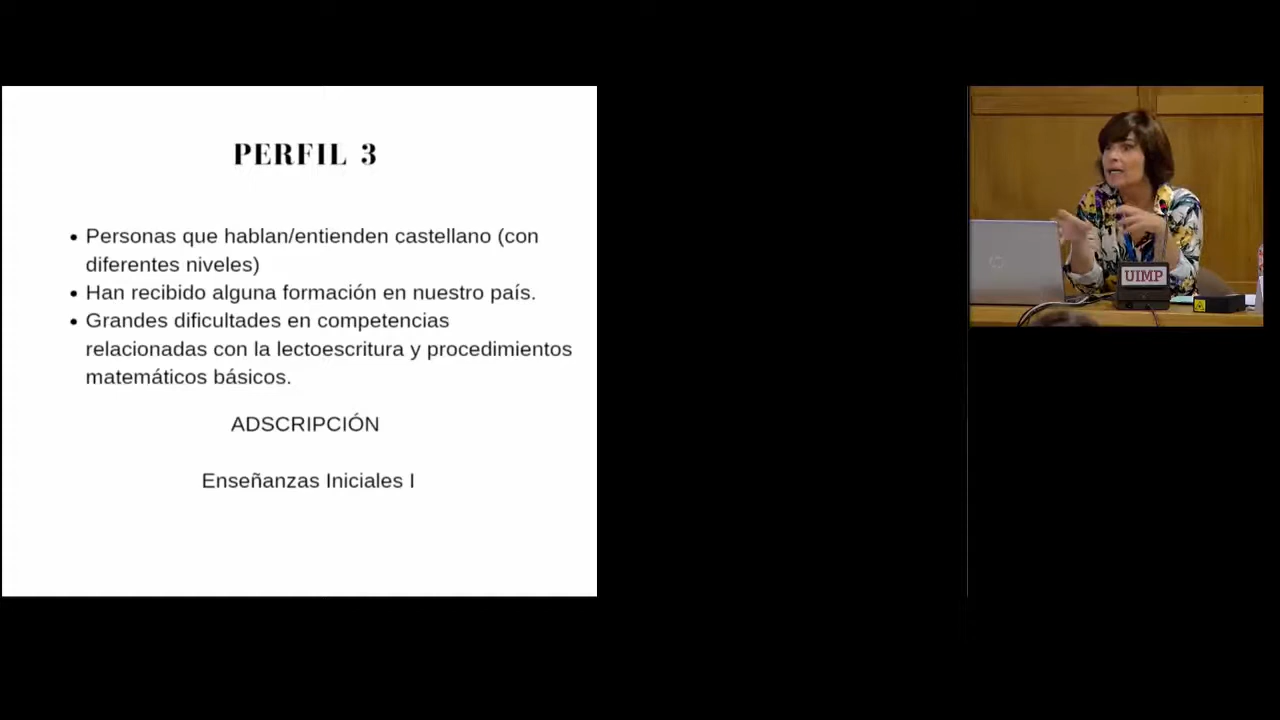 PERFIL 3
• Personas que hablan/entienden castellano (con
diferentes niveles)
• Han recibido alguna formación en nuestro país.
• Grandes dificultades en competencias
relacionadas con la lectoescritura y procedimientos
matemáticos básicos.
ADSCRIPCIÓN
Enseñanzas Iniciales I
UIMP